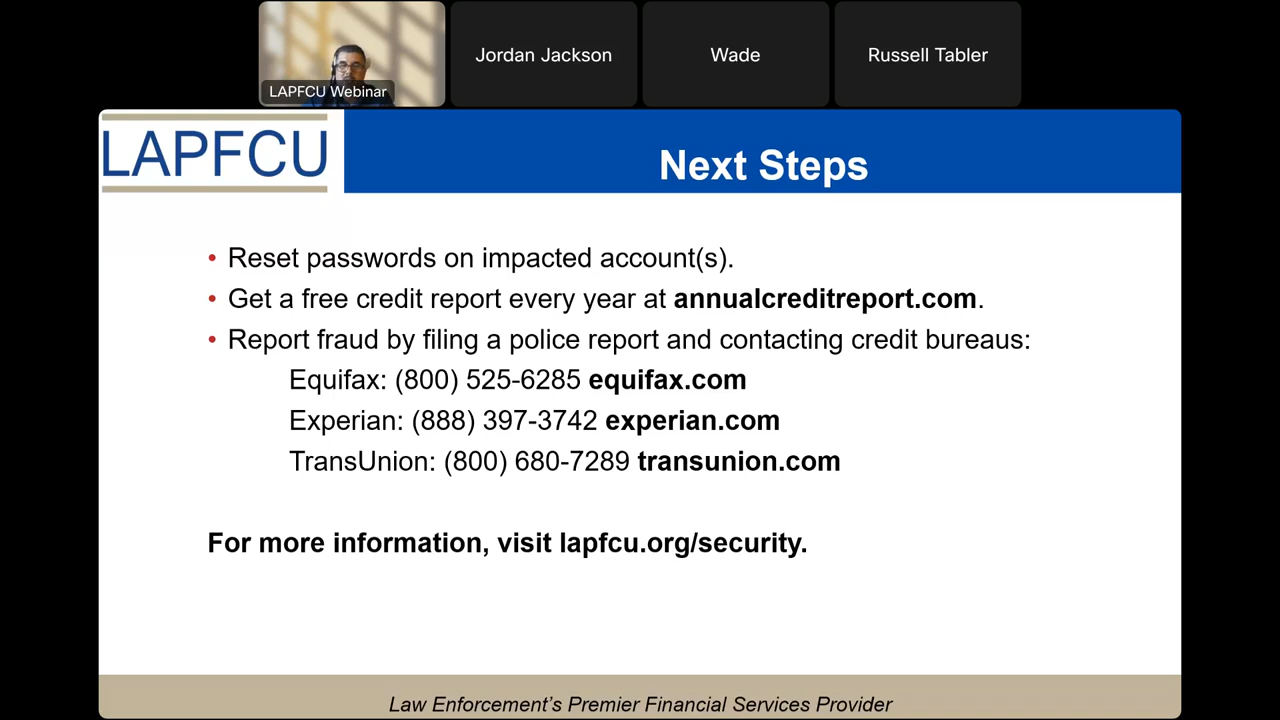 Jordan Jackson
Wade
Russell Tabler
LAPFCU Webinar
LAPFCU
Next Steps
• Reset passwords on impacted account(s).
• Get a free credit report every year at annualcreditreport.com.
• Report fraud by filing a police report and contacting credit bureaus:
Equifax: (800) 525-6285 equifax.com
Experian: (888) 397-3742 experian.com
TransUnion: (800) 680-7289 transunion.com
For more information, visit lapfcu.org/security.
Law Enforcement’s Premier Financial Services Provider